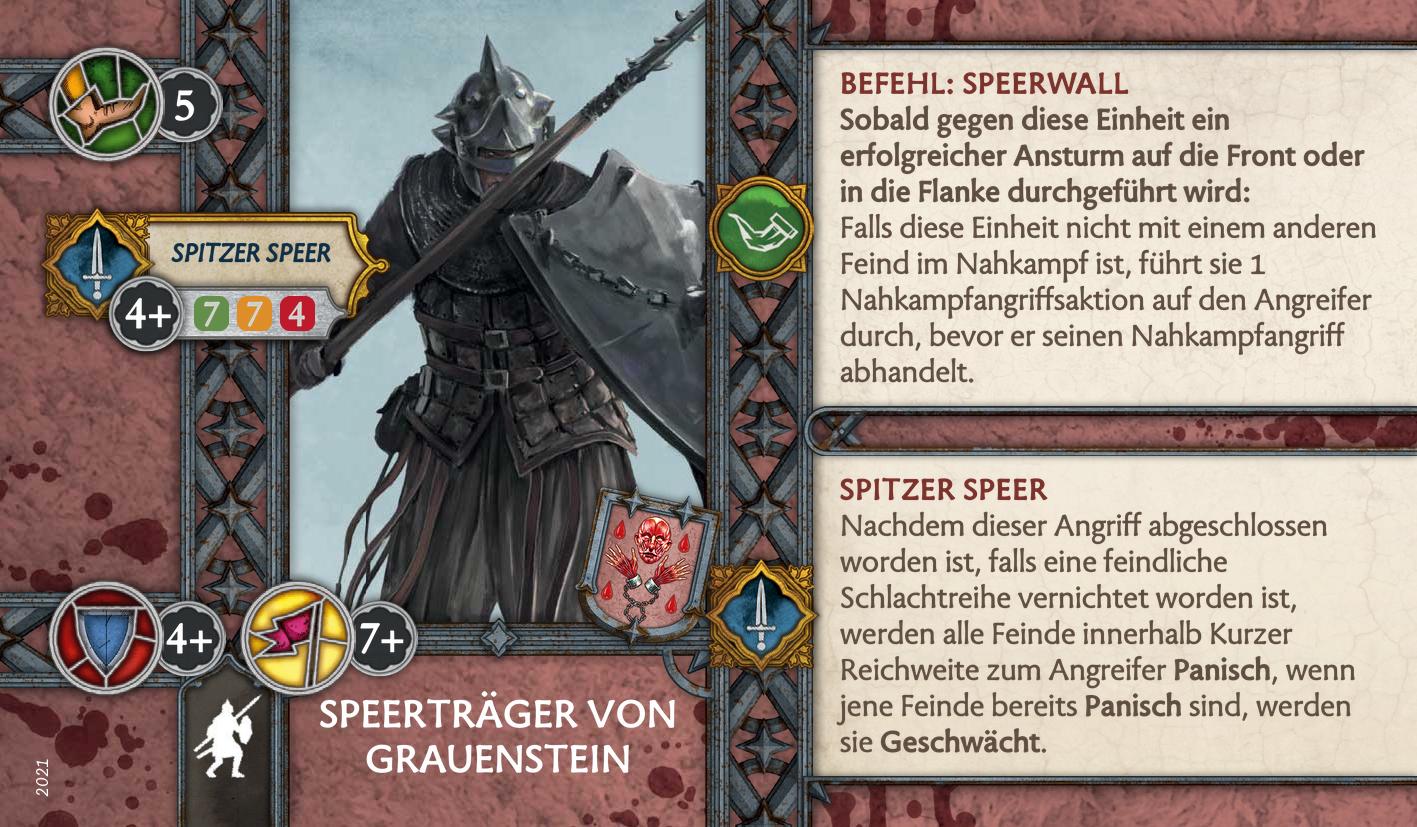 5
SPITZER SPEER
4+ 7 7 4
4+ 7+
SPEERTRÄGER VON
GRAUENSTEIN
2021
BEFEHL: SPEERWALL
Sobald gegen diese Einheit ein
erfolgreicher Ansturm auf die Front oder
in die Flanke durchgeführt wird:
Falls diese Einheit nicht mit einem anderen
Feind im Nahkampf ist, führt sie 1
Nahkampfangriffsaktion auf den Angreifer
durch, bevor er seinen Nahkampfangriff
abhandelt.
SPITZER SPEER
Nachdem dieser Angriff abgeschlossen
worden ist, falls eine feindliche
Schlachtreihe vernichtet worden ist,
werden alle Feinde innerhalb Kurzer
Reichweite zum Angreifer Panisch, wenn
jene Feinde bereits Panisch sind, werden
sie Geschwächt.